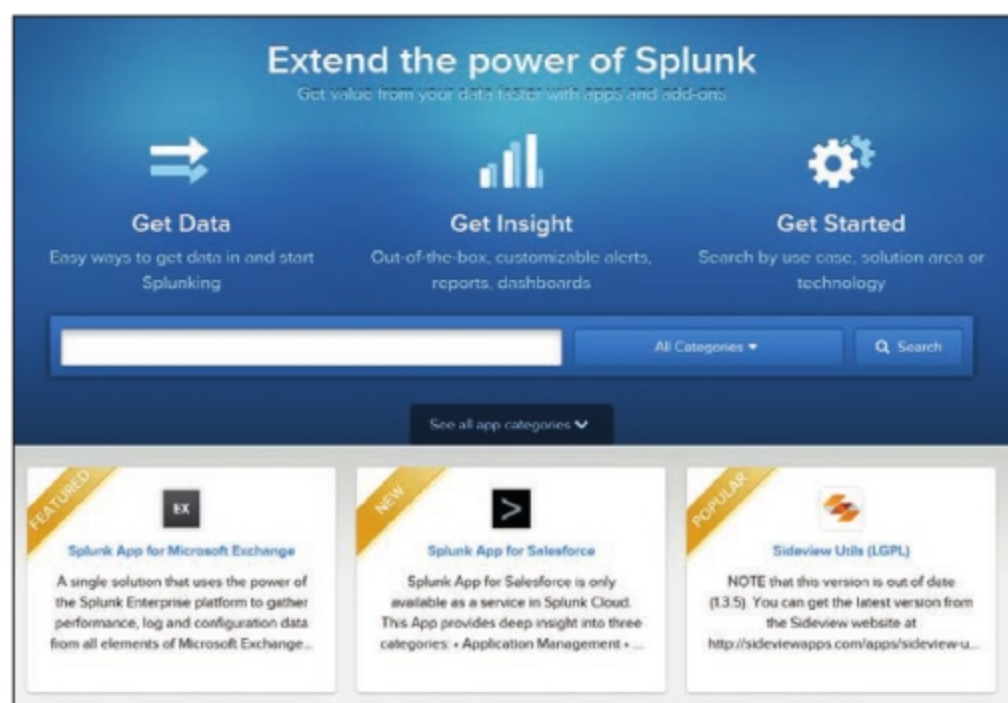 Extend the power of Splunk
Get value from your data faster with apps and add-ons
Get Data
Easy ways to get data in and start
Splunking
Get Insight
Out-of-the-box, customizable alerts,
reports, dashboards
Get Started
Search by use case, solution area or
technology
All Categories
Search
See all app categories
FEATURED
EX
Splunk App for Microsoft Exchange
A single solution that uses the power of
the Splunk Enterprise platform to gather
performance, log and configuration data
from all elements of Microsoft Exchange...
NEW
>
Splunk App for Salesforce
Splunk App for Salesforce is only
available as a service in Splunk Cloud.
This App provides deep insight into three
categories: • Application Management • ...
POPULAR
Sideview Utils (LGPL)
NOTE that this version is out of date
(1.3.5). You can get the latest version from
the Sideview website at
http://sideviewapps.com/apps/sideview-u...